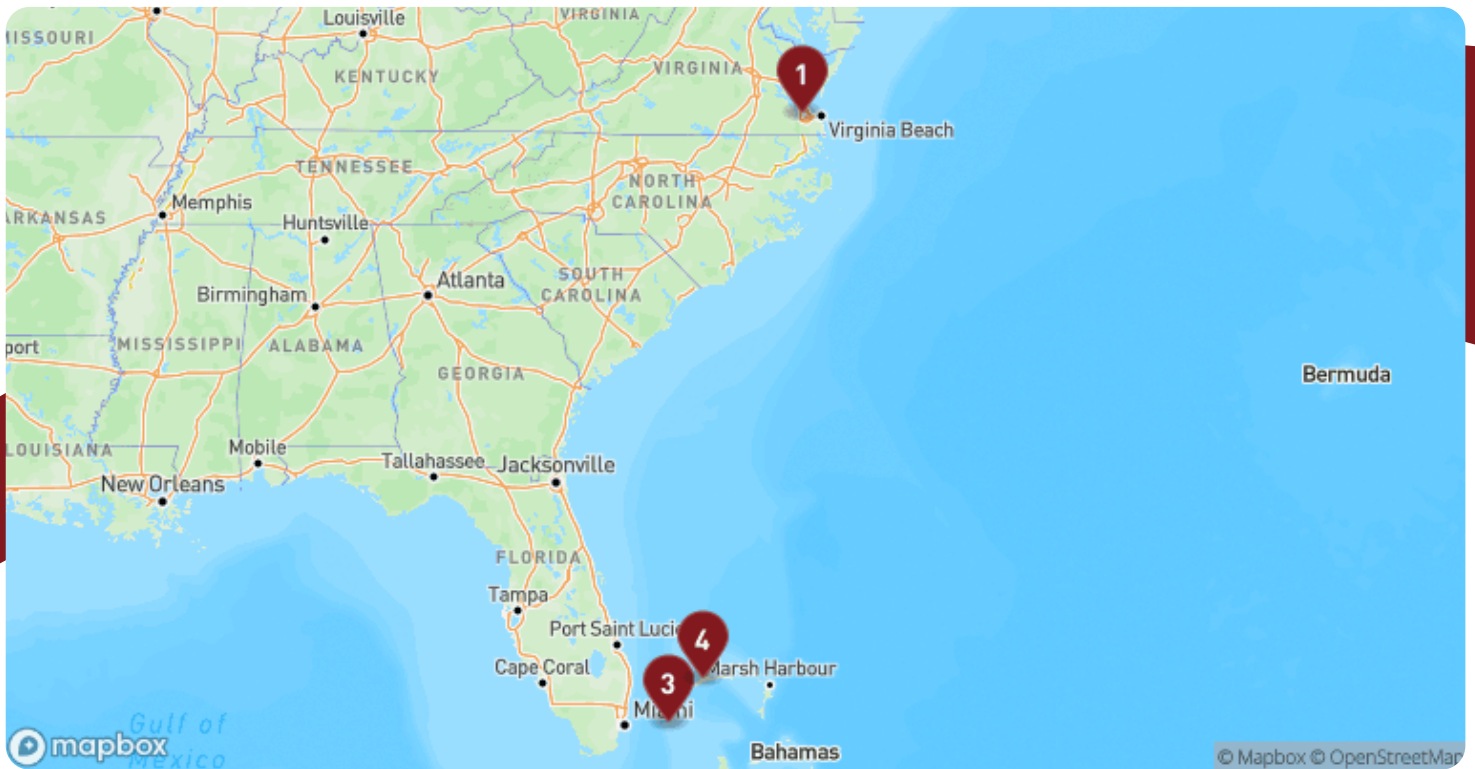 Louisville
VIRGINIA
MISSOURI
KENTUCKY
VIRGINIA
1
Virginia Beach
TENNESSEE
NORTH
CAROLINA
Memphis
ARKANSAS
Huntsville
SOUTH
CAROLINA
Atlanta
Birmingham
port
MISSISSIPPI
ALABAMA
GEORGIA
Bermuda
LOUISIANA
Mobile
Tallahassee
Jacksonville
New Orleans
FLORIDA
Tampa
Port Saint Lucie
4
Cape Coral
Marsh Harbour
3
Miami
Gulf of
Mexico
mapbox
Bahamas
© Mapbox © OpenStreetMap